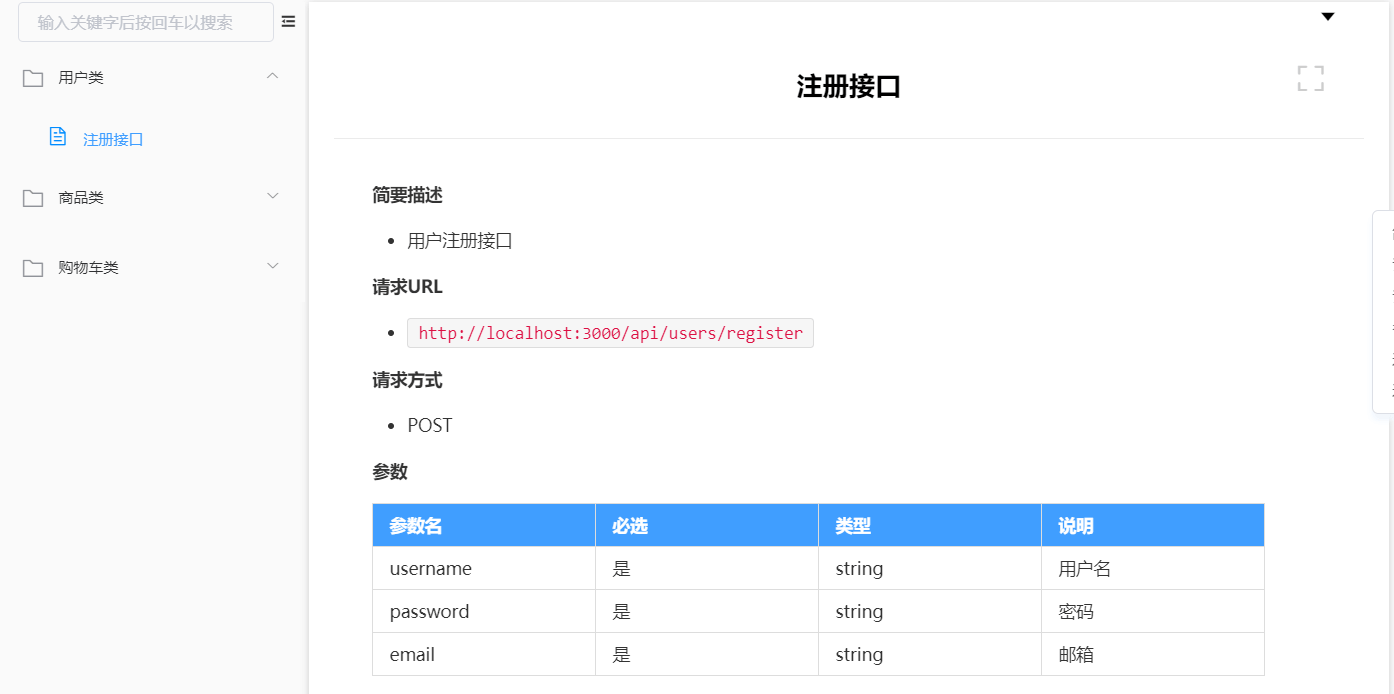 输入关键字后按回车以搜索
用户类
注册接口
商品类
购物车类
注册接口
简要描述
用户注册接口
请求URL
http://localhost:3000/api/users/register
请求方式
POST
参数
参数名 必选 类型 说明
username 是 string 用户名
password 是 string 密码
email 是 string 邮箱